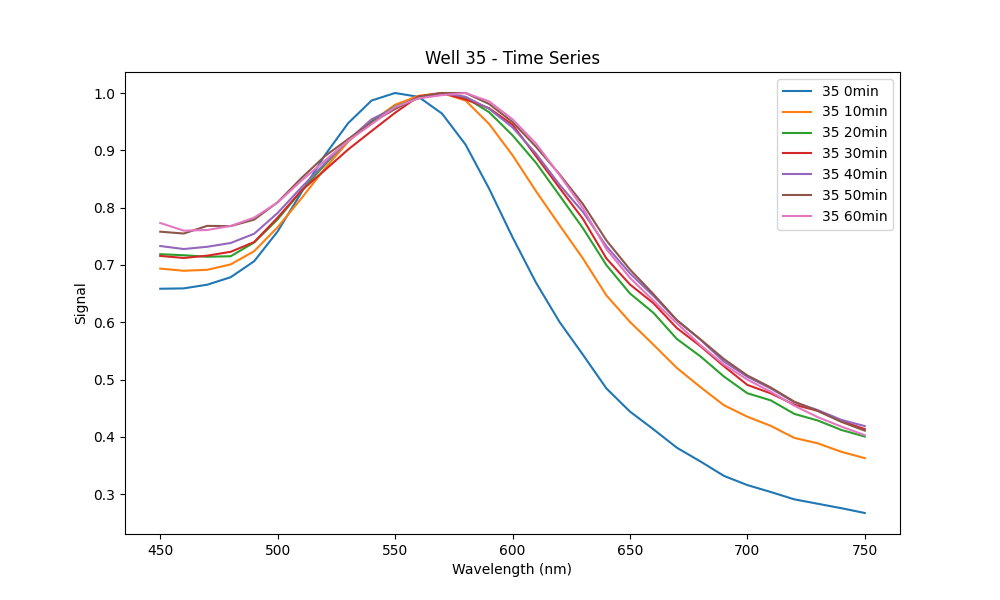 Well 35 - Time Series
35 0min
35 10min
35 20min
35 30min
35 40min
35 50min
35 60min
Signal
1.0
0.9
0.8
0.7
0.6
0.5
0.4
0.3
450 500 550 600 650 700 750
Wavelength (nm)